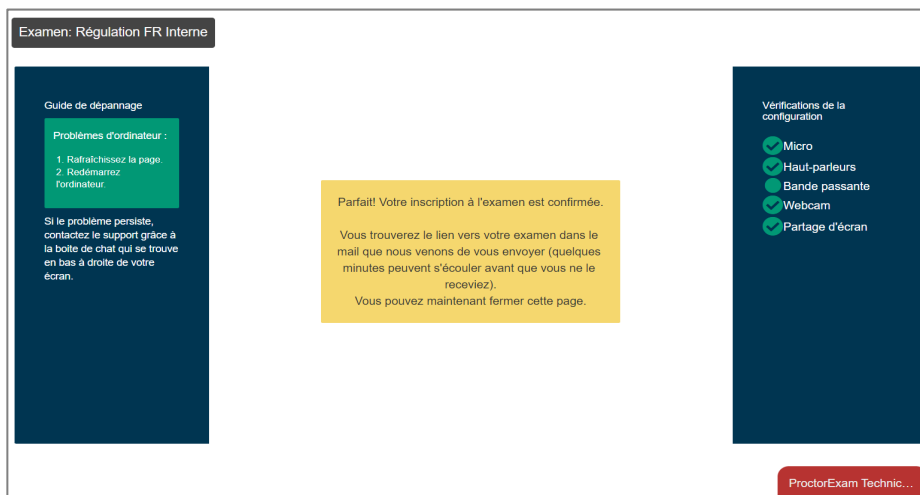 Examen: Régulation FR Interne
Guide de dépannage
Problèmes d'ordinateur :
1. Rafraîchissez la page.
2. Redémarrez
l'ordinateur.
Si le problème persiste,
contactez le support grâce à
la boite de chat qui se trouve
en bas à droite de votre
écran.
Parfait! Votre inscription à l'examen est confirmée.
Vous trouverez le lien vers votre examen dans le
mail que nous venons de vous envoyer (quelques
minutes peuvent s'écouler avant que vous ne le
receviez).
Vous pouvez maintenant fermer cette page.
Vérifications de la
configuration
Micro
Haut-parleurs
Bande passante
Webcam
Partage d'écran
ProctorExam Technic...